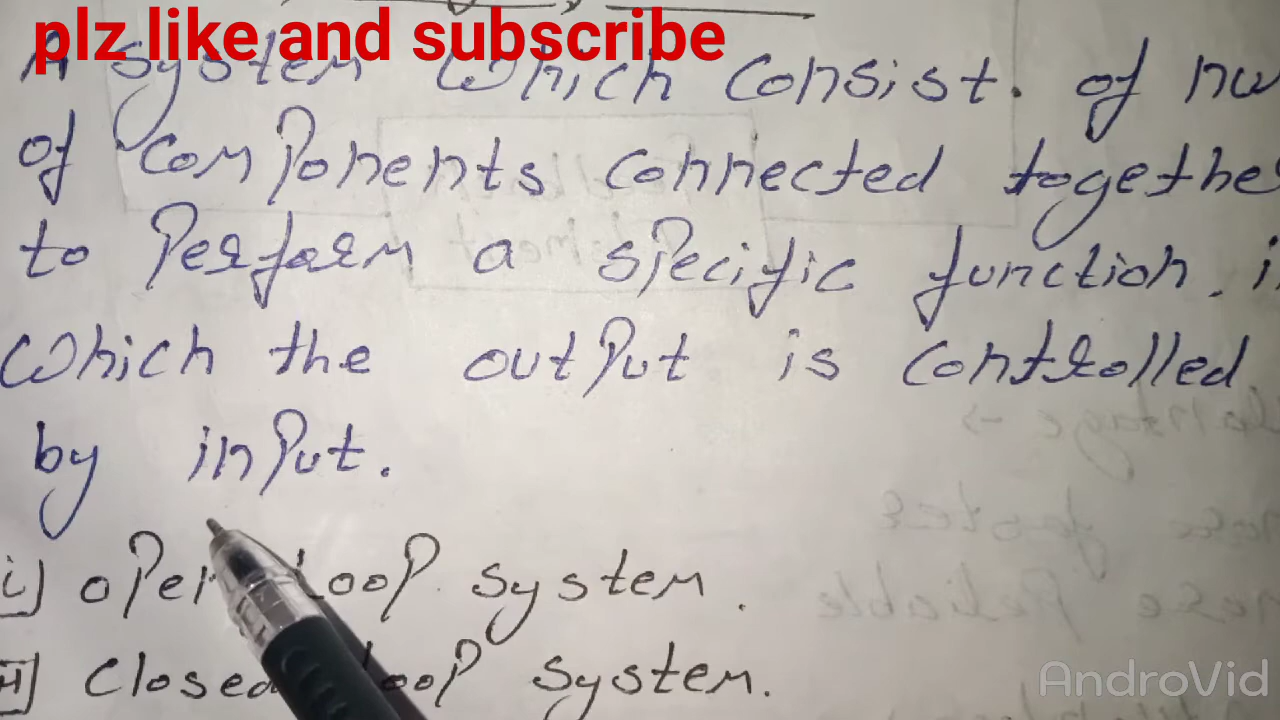 plz like and subscribe
A system which consist. of nu
of components connected togethe
to Perform a specific function. i
which the output is controlled
by input.
i] open Loop system.
ii] closed Loop system.
AndroVid